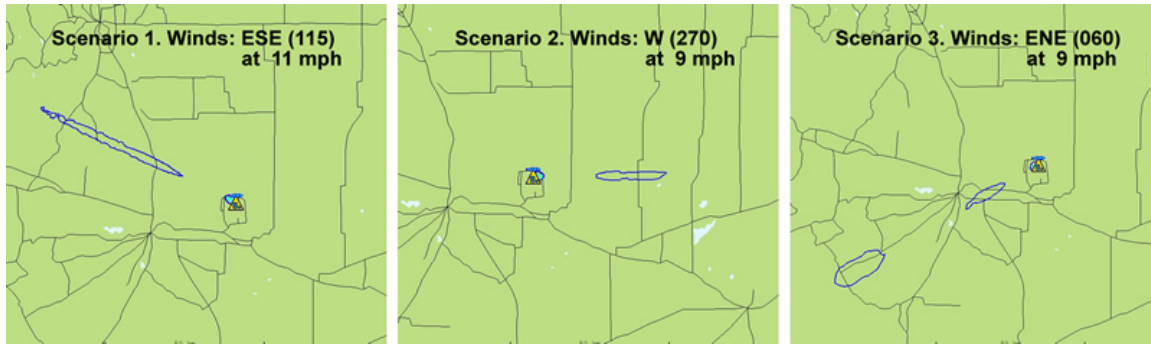 Scenario 1. Winds: ESE (115)
at 11 mph
Scenario 2. Winds: W (270)
at 9 mph
Scenario 3. Winds: ENE (060)
at 9 mph